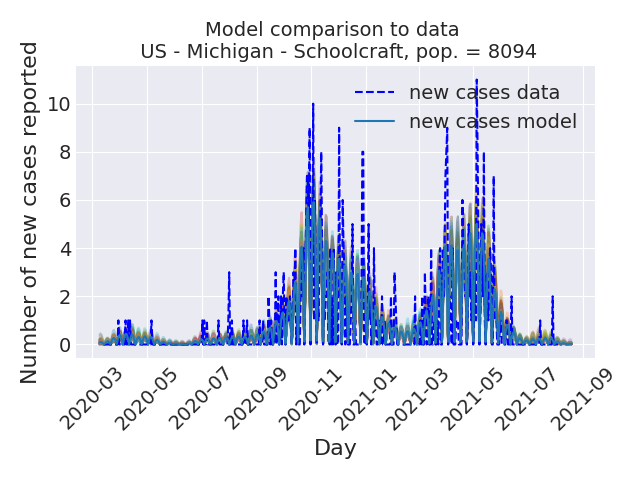 Model comparison to data
US - Michigan - Schoolcraft, pop. = 8094
new cases data
new cases model
Number of new cases reported
10
8
6
4
2
0
2020-03
2020-05
2020-07
2020-09
2020-11
2021-01
2021-03
2021-05
2021-07
2021-09
Day